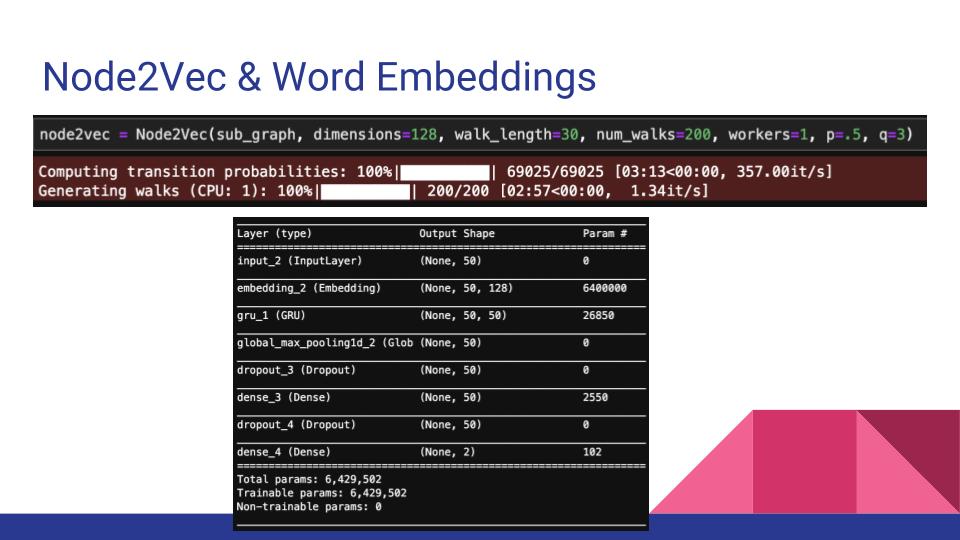 Node2Vec & Word Embeddings
node2vec = Node2Vec(sub_graph, dimensions=128, walk_length=30, num_walks=200, workers=1, p=.5, q=3)
Computing transition probabilities: 100%|██████████| 69025/69025 [03:13<00:00, 357.00it/s]
Generating walks (CPU: 1): 100%|██████████| 200/200 [02:57<00:00,  1.34it/s]
Layer (type) Output Shape Param #
input_2 (InputLayer) (None, 50) 0
embedding_2 (Embedding) (None, 50, 128) 6400000
gru_1 (GRU) (None, 50, 50) 26850
global_max_pooling1d_2 (Glob (None, 50) 0
dropout_3 (Dropout) (None, 50) 0
dense_3 (Dense) (None, 50) 2550
dropout_4 (Dropout) (None, 50) 0
dense_4 (Dense) (None, 2) 102
Total params: 6,429,502
Trainable params: 6,429,502
Non-trainable params: 0